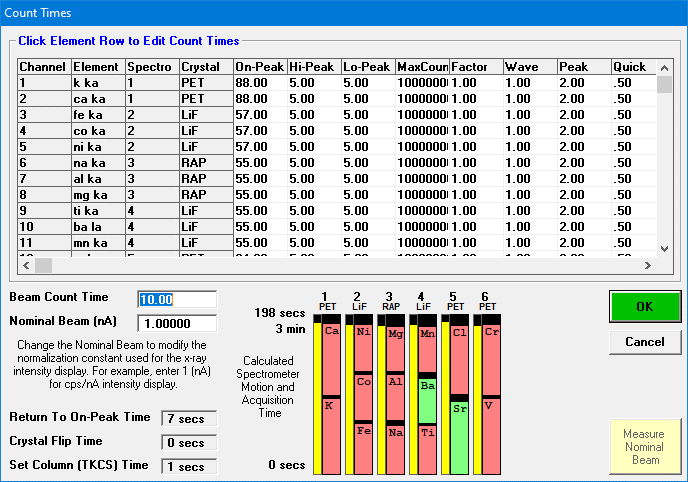 Count Times
Click Element Row to Edit Count Times
Channel Element Spectro Crystal On-Peak Hi-Peak Lo-Peak MaxCoun Factor Wave Peak Quick
1 k ka 1 PET 88.00 5.00 5.00 1000000 1.00 1.00 2.00 .50
2 ca ka 1 PET 88.00 5.00 5.00 1000000 1.00 1.00 2.00 .50
3 fe ka 2 LiF 57.00 5.00 5.00 1000000 1.00 1.00 2.00 .50
4 co ka 2 LiF 57.00 5.00 5.00 1000000 1.00 1.00 2.00 .50
5 ni ka 2 LiF 57.00 5.00 5.00 1000000 1.00 1.00 2.00 .50
6 na ka 3 RAP 55.00 5.00 5.00 1000000 1.00 1.00 2.00 .50
7 al ka 3 RAP 55.00 5.00 5.00 1000000 1.00 1.00 2.00 .50
8 mg ka 3 RAP 55.00 5.00 5.00 1000000 1.00 1.00 2.00 .50
9 ti ka 4 LiF 55.00 5.00 5.00 1000000 1.00 1.00 2.00 .50
10 ba la 4 LiF 55.00 5.00 5.00 1000000 1.00 1.00 2.00 .50
11 mn ka 4 LiF 55.00 5.00 5.00 1000000 1.00 1.00 2.00 .50
Beam Count Time 10.00
Nominal Beam (nA) 1.00000
Change the Nominal Beam to modify the
normalization constant used for the x-ray
intensity display. For example, enter 1 (nA)
for cps/nA intensity display.
Return To On-Peak Time 7 secs
Crystal Flip Time 0 secs
Set Column (TKCS) Time 1 secs
198 secs
3 min
Calculated
Spectrometer
Motion and
Acquisition
Time
0 secs
1 2 3 4 5 6
PET LiF RAP LiF PET PET
Ca Ni Mg Mn Cl Cr
Co Al Ba
K Sr V
Fe Na Ti
OK
Cancel
Measure
Nominal
Beam